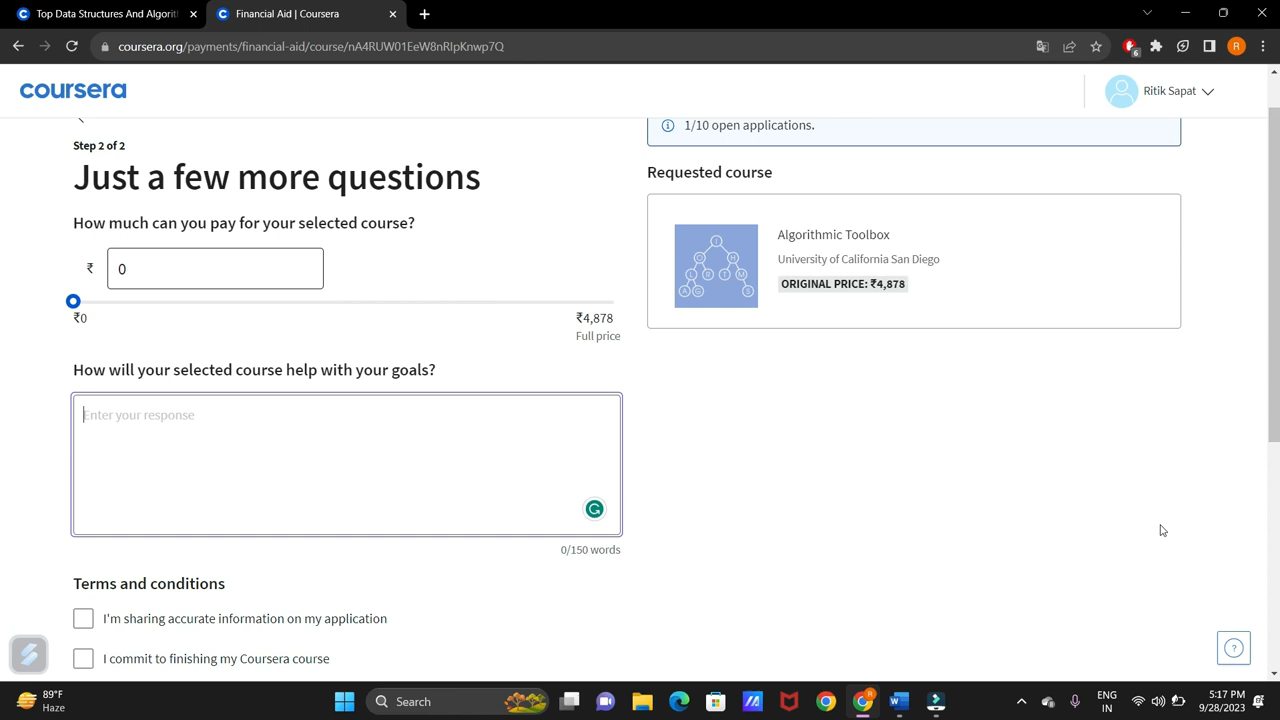 Top Data Structures And Algorith
Financial Aid | Coursera
coursera.org/payments/financial-aid/course/nA4RUW01EeW8nRIpKnwp7Q
6
R
coursera
Ritik Sapat
1/10 open applications.
Step 2 of 2
Just a few more questions
How much can you pay for your selected course?
₹ 0
₹0
₹4,878
Full price
How will your selected course help with your goals?
Enter your response
0/150 words
Terms and conditions
I'm sharing accurate information on my application
I commit to finishing my Coursera course
Requested course
Algorithmic Toolbox
University of California San Diego
ORIGINAL PRICE: ₹4,878
89°F
Haze
Search
ENG
IN
5:17 PM
9/28/2023